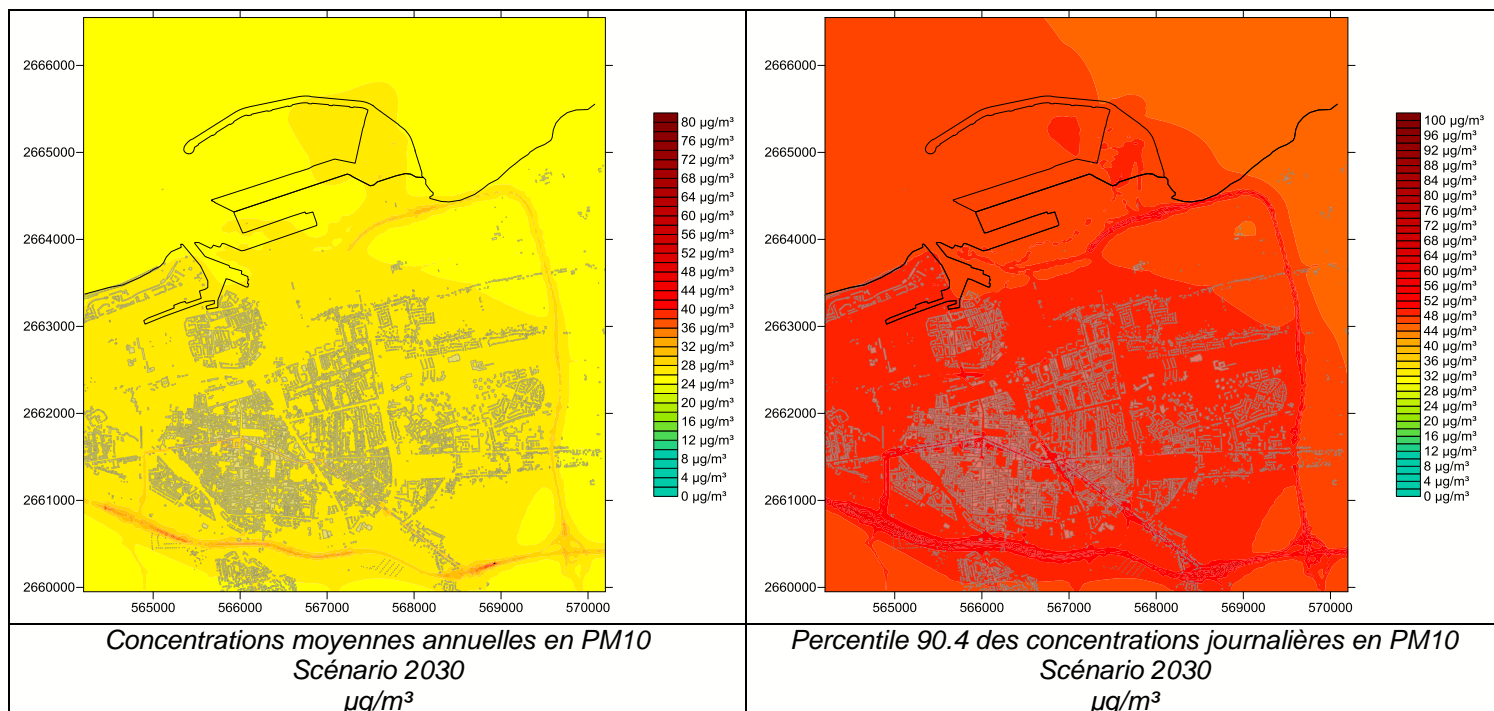 2666000
2665000
2664000
2663000
2662000
2661000
2660000
565000 566000 567000 568000 569000 570000
80 µg/m³
76 µg/m³
72 µg/m³
68 µg/m³
64 µg/m³
60 µg/m³
56 µg/m³
52 µg/m³
48 µg/m³
44 µg/m³
40 µg/m³
36 µg/m³
32 µg/m³
28 µg/m³
24 µg/m³
20 µg/m³
16 µg/m³
12 µg/m³
8 µg/m³
4 µg/m³
0 µg/m³
Concentrations moyennes annuelles en PM10
Scénario 2030
µg/m³
2666000
2665000
2664000
2663000
2662000
2661000
2660000
565000 566000 567000 568000 569000 570000
100 µg/m³
96 µg/m³
92 µg/m³
88 µg/m³
84 µg/m³
80 µg/m³
76 µg/m³
72 µg/m³
68 µg/m³
64 µg/m³
60 µg/m³
56 µg/m³
52 µg/m³
48 µg/m³
44 µg/m³
40 µg/m³
36 µg/m³
32 µg/m³
28 µg/m³
24 µg/m³
20 µg/m³
16 µg/m³
12 µg/m³
8 µg/m³
4 µg/m³
0 µg/m³
Percentile 90.4 des concentrations journalières en PM10
Scénario 2030
µg/m³